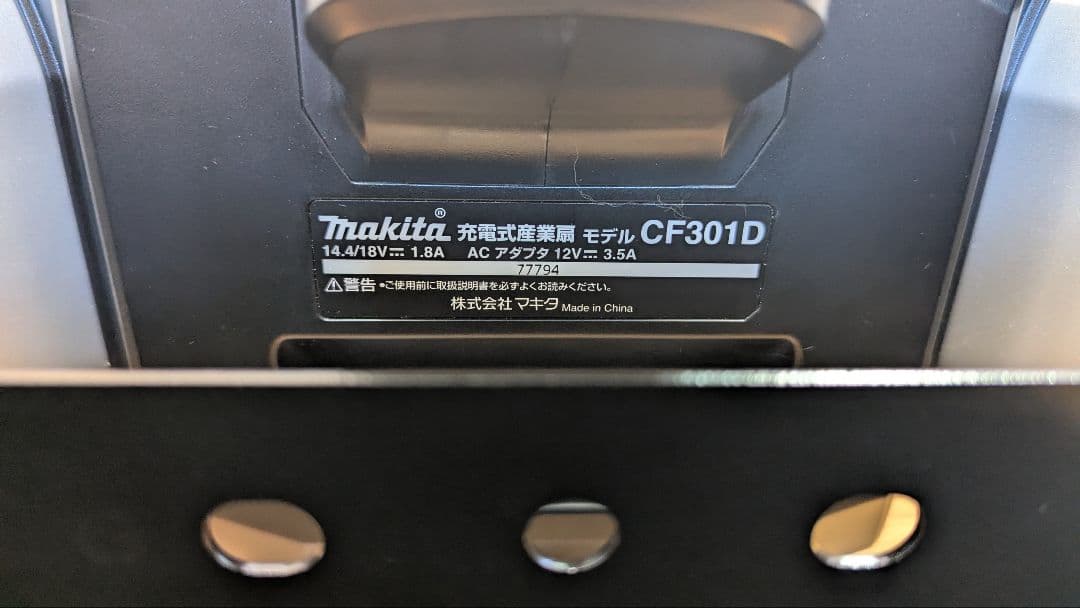 makita® 充電式産業扇 モデル CF301D
14.4/18V⎓ 1.8A AC アダプタ 12V⎓ 3.5A
77794
⚠警告 •ご使用前に取扱説明書を必ずよくお読みください。
株式会社マキタ Made in China